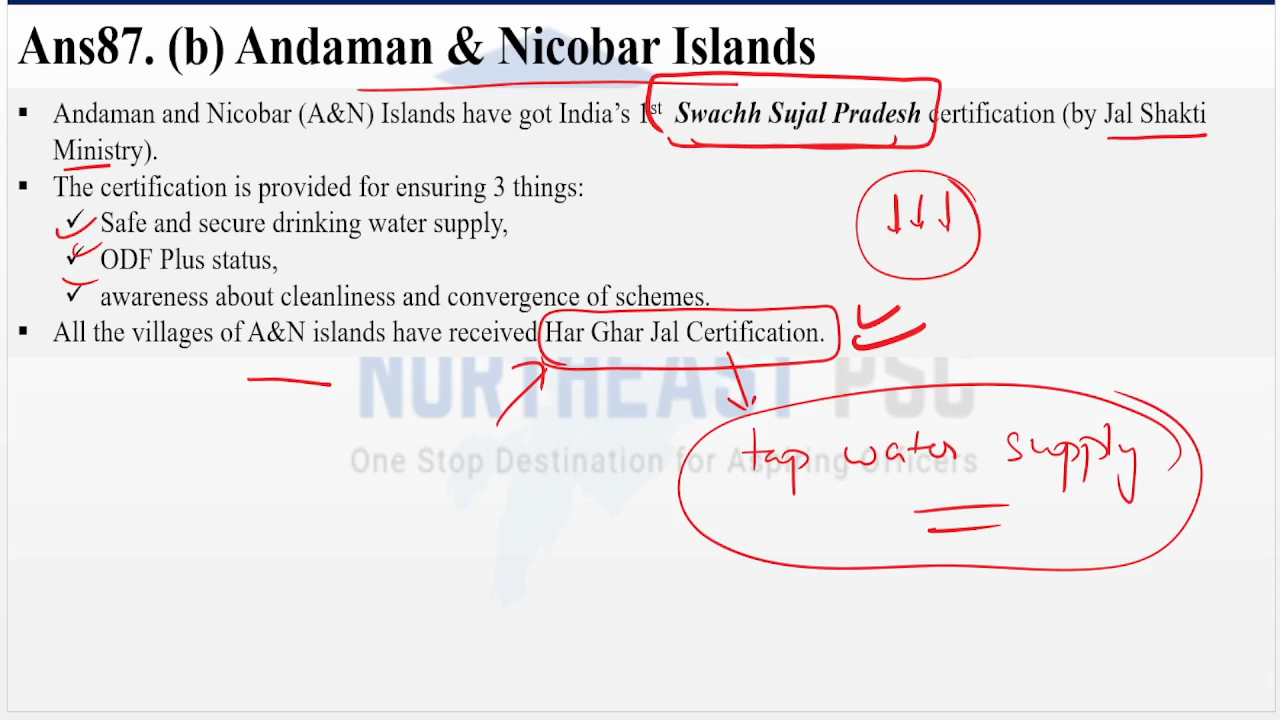 Ans87. (b) Andaman & Nicobar Islands
▪ Andaman and Nicobar (A&N) Islands have got India's 1st Swachh Sujal Pradesh certification (by Jal Shakti
Ministry).
▪ The certification is provided for ensuring 3 things:
✓ Safe and secure drinking water supply,
✓ ODF Plus status,
✓ awareness about cleanliness and convergence of schemes.
▪ All the villages of A&N islands have received Har Ghar Jal Certification.
NORTHEAST PSC
tap water supply
One Stop Destination for Aspiring Officers